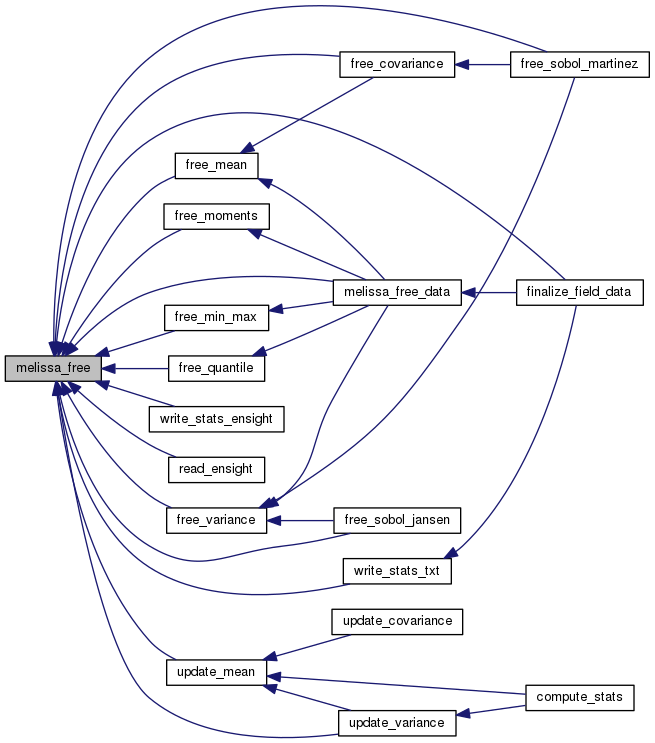 free_covariance
free_sobol_martinez
free_mean
free_moments
melissa_free_data
finalize_field_data
free_min_max
melissa_free
free_quantile
write_stats_ensight
read_ensight
free_variance
free_sobol_jansen
write_stats_txt
update_covariance
update_mean
compute_stats
update_variance